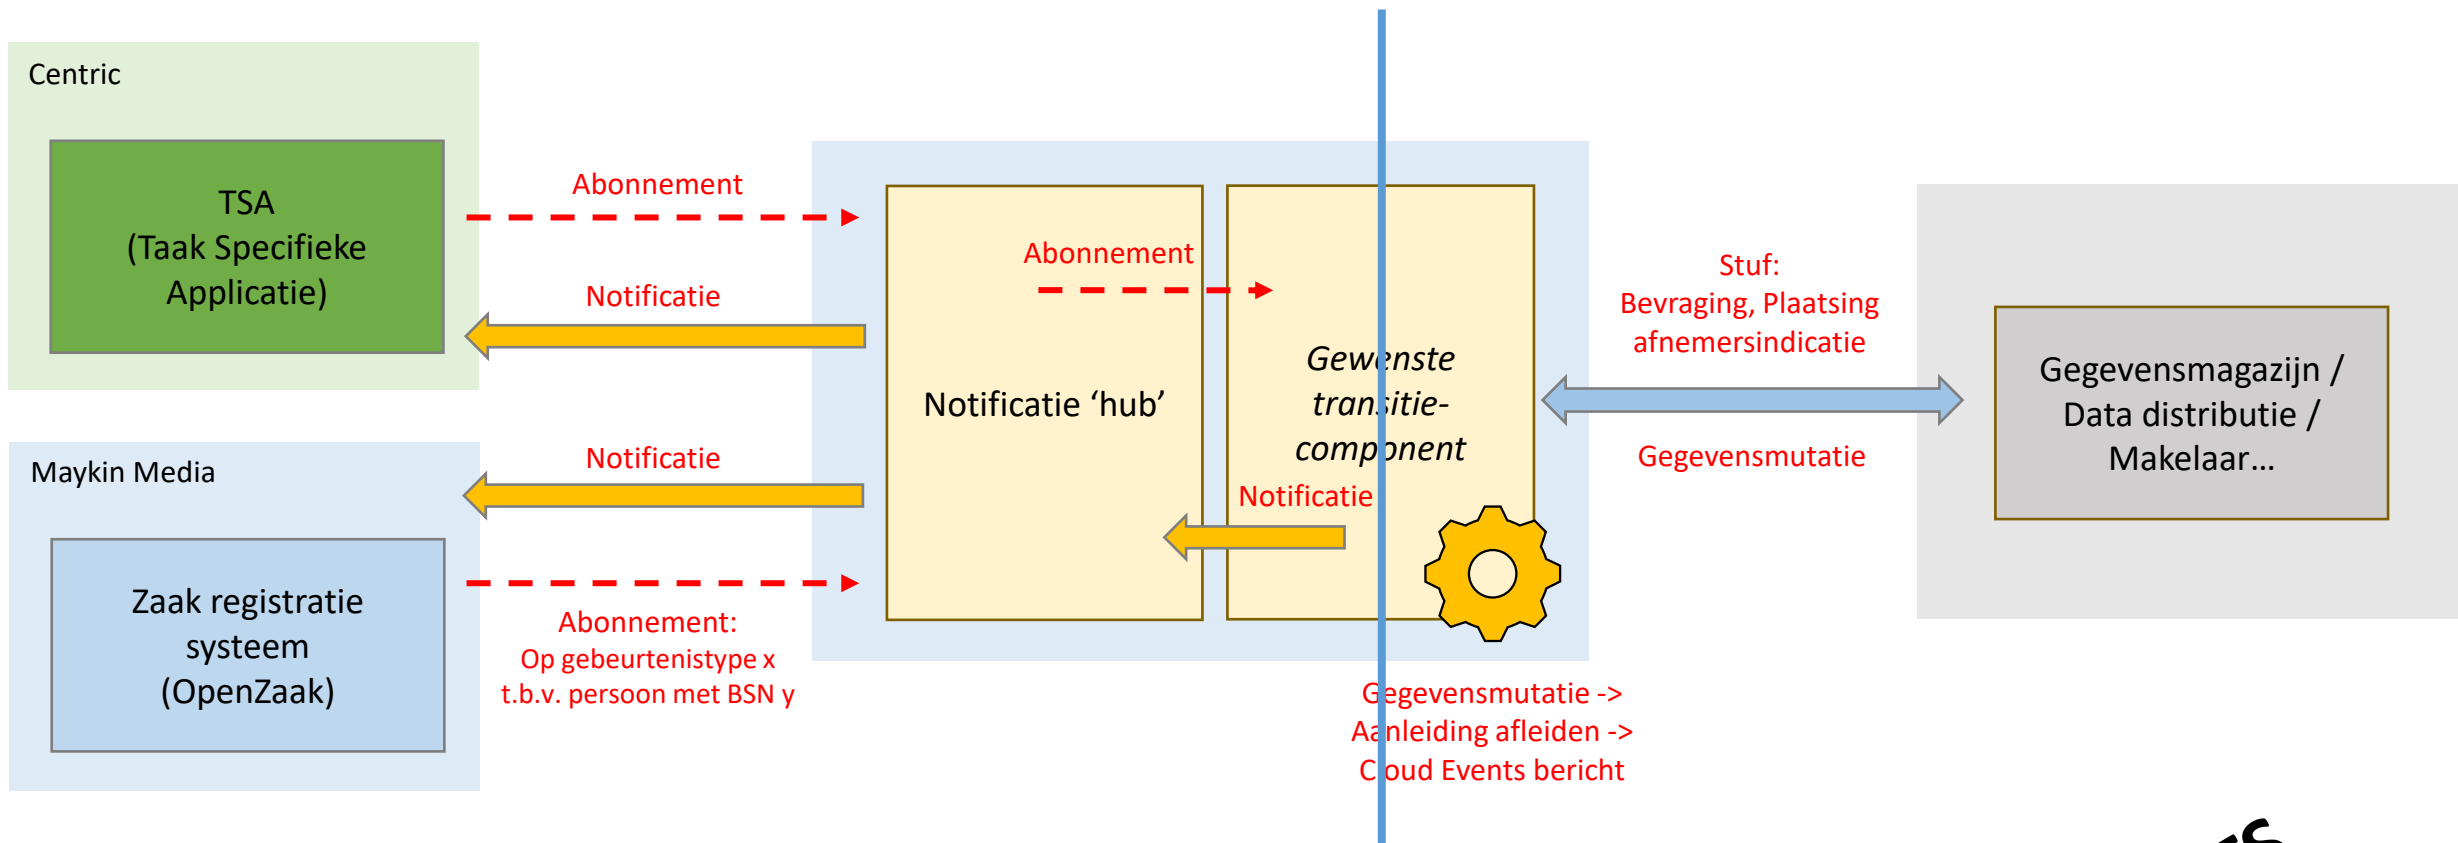 Centric
TSA
(Taak Specifieke
Applicatie)
Abonnement
Notificatie
Maykin Media
Zaak registratie
systeem
(OpenZaak)
Notificatie
Abonnement:
Op gebeurtenistype x
t.b.v. persoon met BSN y
Notificatie ‘hub’
Abonnement
Gewenste
transitie-
component
Notificatie
Gegevensmutatie ->
Aanleiding afleiden ->
Cloud Events bericht
Stuf:
Bevraging, Plaatsing
afnemersindicatie
Gegevensmutatie
Gegevensmagazijn /
Data distributie /
Makelaar…